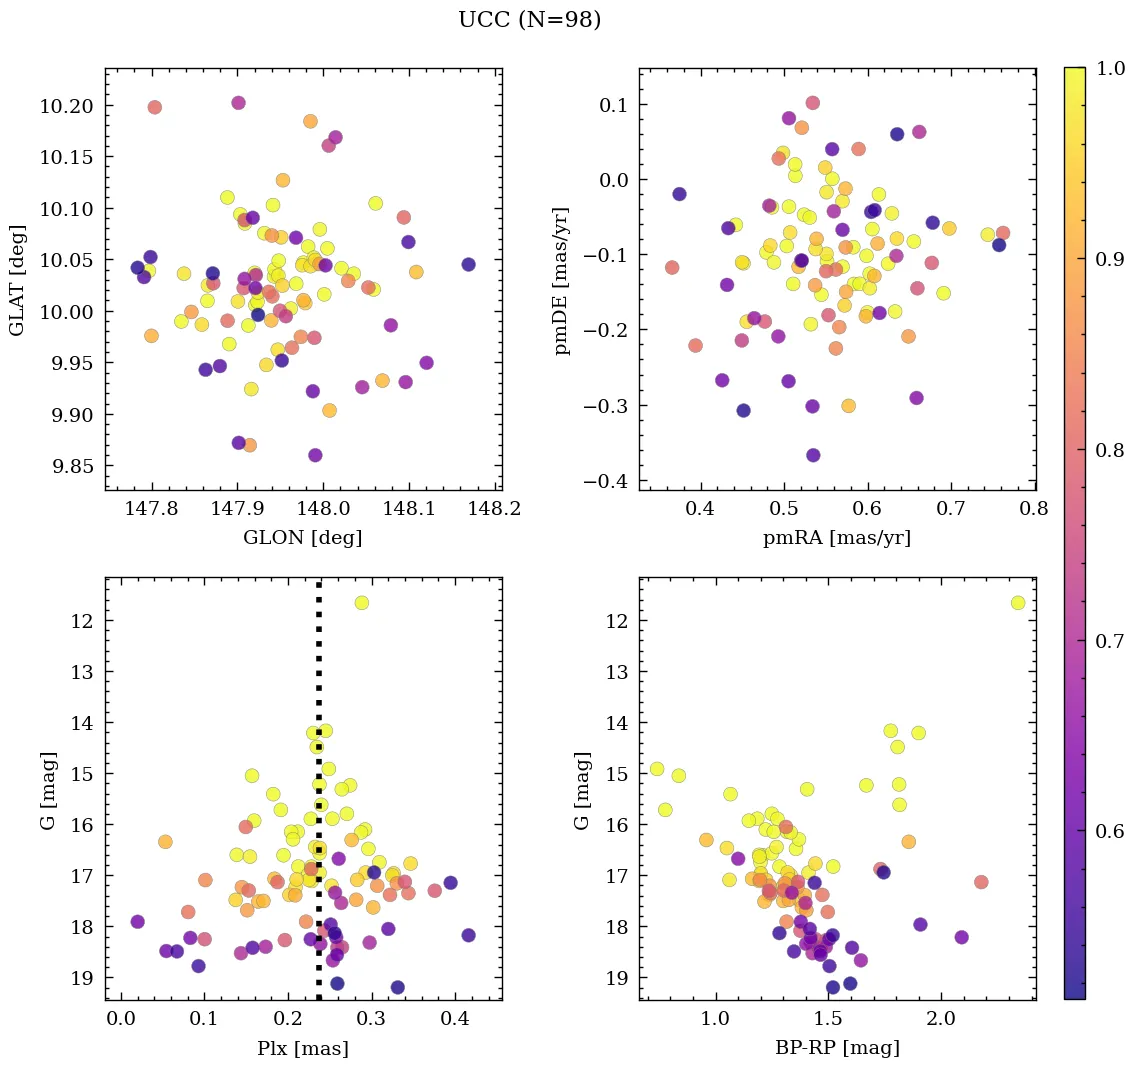 UCC (N=98)
10.20
10.15
10.10
10.05
10.00
9.95
9.90
9.85
GLAT [deg]
147.8 147.9 148.0 148.1 148.2
GLON [deg]
0.1
0.0
−0.1
−0.2
−0.3
−0.4
pmDE [mas/yr]
0.4 0.5 0.6 0.7 0.8
pmRA [mas/yr]
12
13
14
15
16
17
18
19
G [mag]
0.0 0.1 0.2 0.3 0.4
Plx [mas]
12
13
14
15
16
17
18
19
G [mag]
1.0 1.5 2.0
BP-RP [mag]
1.0
0.9
0.8
0.7
0.6